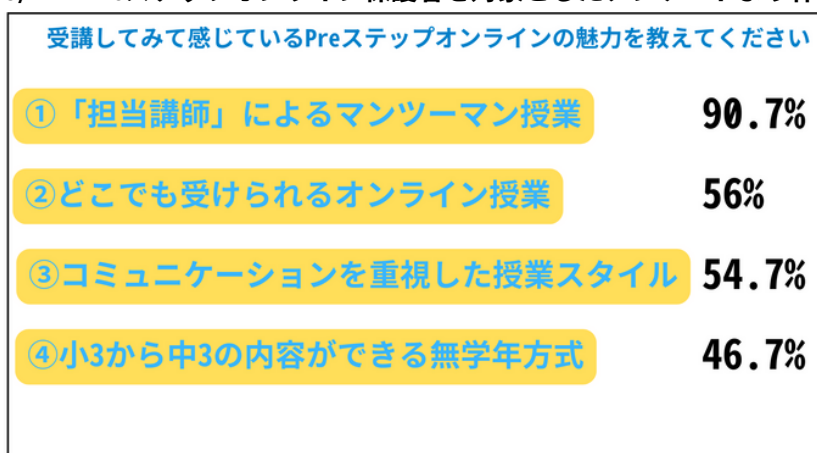 受講してみて感じているPreステップオンラインの魅力を教えてください
①「担当講師」によるマンツーマン授業 90.7%
②どこでも受けられるオンライン授業 56%
③コミュニケーションを重視した授業スタイル 54.7%
④小3から中3の内容ができる無学年方式 46.7%